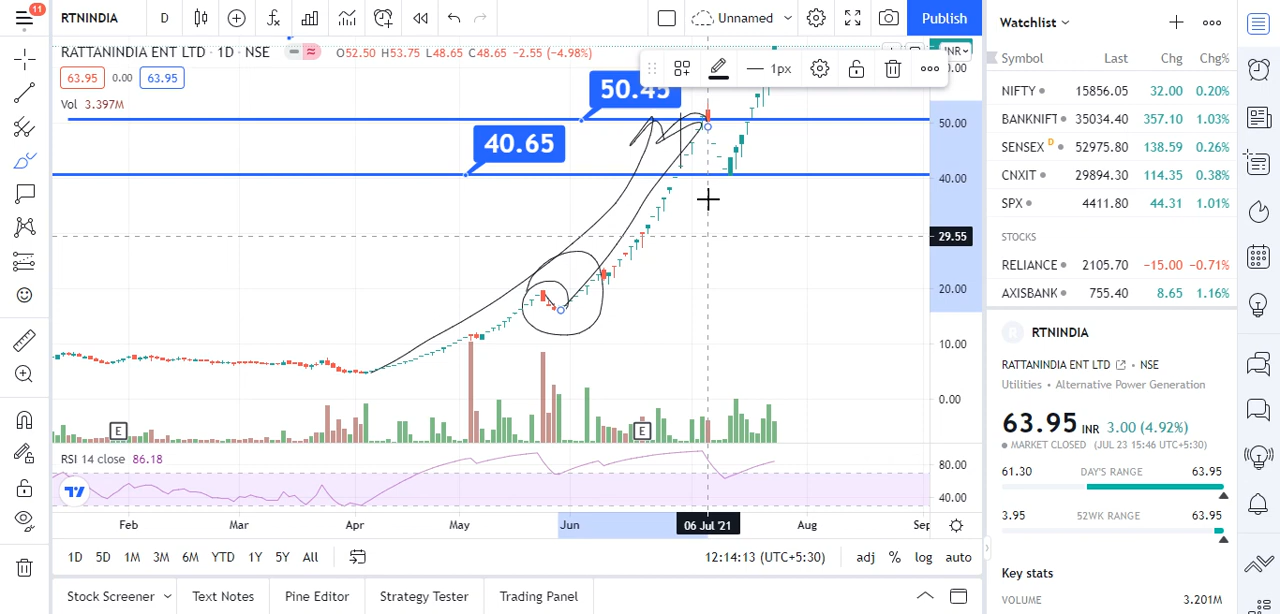 11
RTNINDIA
D
Unnamed
Publish
RATTANINDIA ENT LTD • 1D • NSE
O52.50 H53.75 L48.65 C48.65 -2.55 (-4.98%)
63.95 0.00 63.95
Vol 3.397M
INR
1px
50.45
40.65
60.00
50.00
40.00
29.55
20.00
10.00
0.00
E
E
RSI 14 close 86.18
80.00
40.00
Feb Mar Apr May Jun 06 Jul '21 Aug Sep
1D 5D 1M 3M 6M YTD 1Y 5Y All
12:14:13 (UTC+5:30) adj % log auto
Stock Screener Text Notes Pine Editor Strategy Tester Trading Panel
Watchlist
Symbol Last Chg Chg%
NIFTY 15856.05 32.00 0.20%
BANKNIFT 35034.40 357.10 1.03%
SENSEX D 52975.80 138.59 0.26%
CNXIT 29894.30 114.35 0.38%
SPX 4411.80 44.31 1.01%
STOCKS
RELIANCE 2105.70 -15.00 -0.71%
AXISBANK 755.40 8.65 1.16%
R RTNINDIA
RATTANINDIA ENT LTD • NSE
Utilities • Alternative Power Generation
63.95 INR 3.00 (4.92%)
MARKET CLOSED (JUL 23 15:46 UTC+5:30)
61.30 DAY'S RANGE 63.95
3.95 52WK RANGE 63.95
Key stats
VOLUME 3.201M